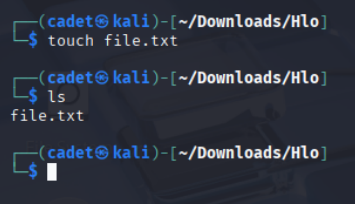 ┌──(cadet㉿kali)-[~/Downloads/Hlo]
└─$ touch file.txt
┌──(cadet㉿kali)-[~/Downloads/Hlo]
└─$ ls
file.txt
┌──(cadet㉿kali)-[~/Downloads/Hlo]
└─$